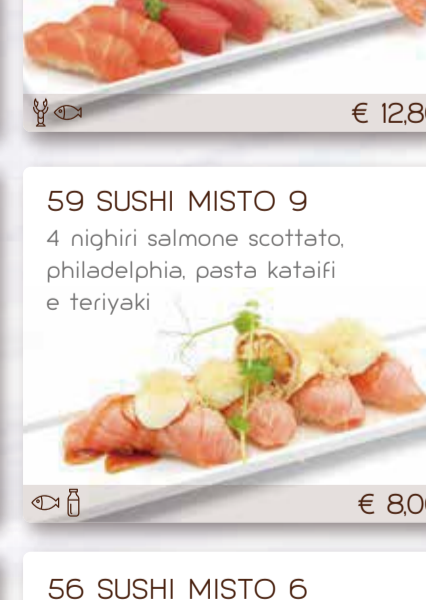 € 12,8
59 SUSHI MISTO 9
4 nighiri salmone scottato,
philadelphia, pasta kataifi
e teriyaki
€ 8,0
56 SUSHI MISTO 6